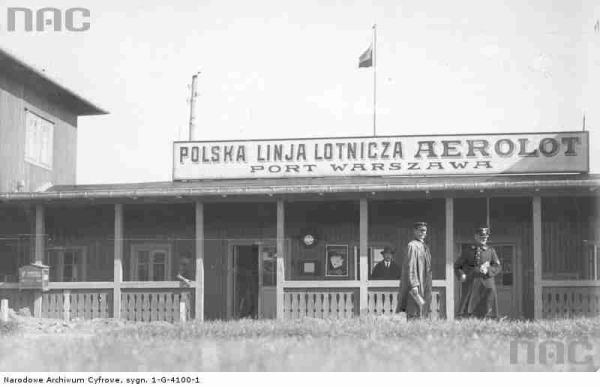 nac
POLSKA LINJA LOTNICZA AEROLOT
PORT WARSZAWA
nac
Narodowe Archiwum Cyfrowe, sygn. 1-G-4100-1